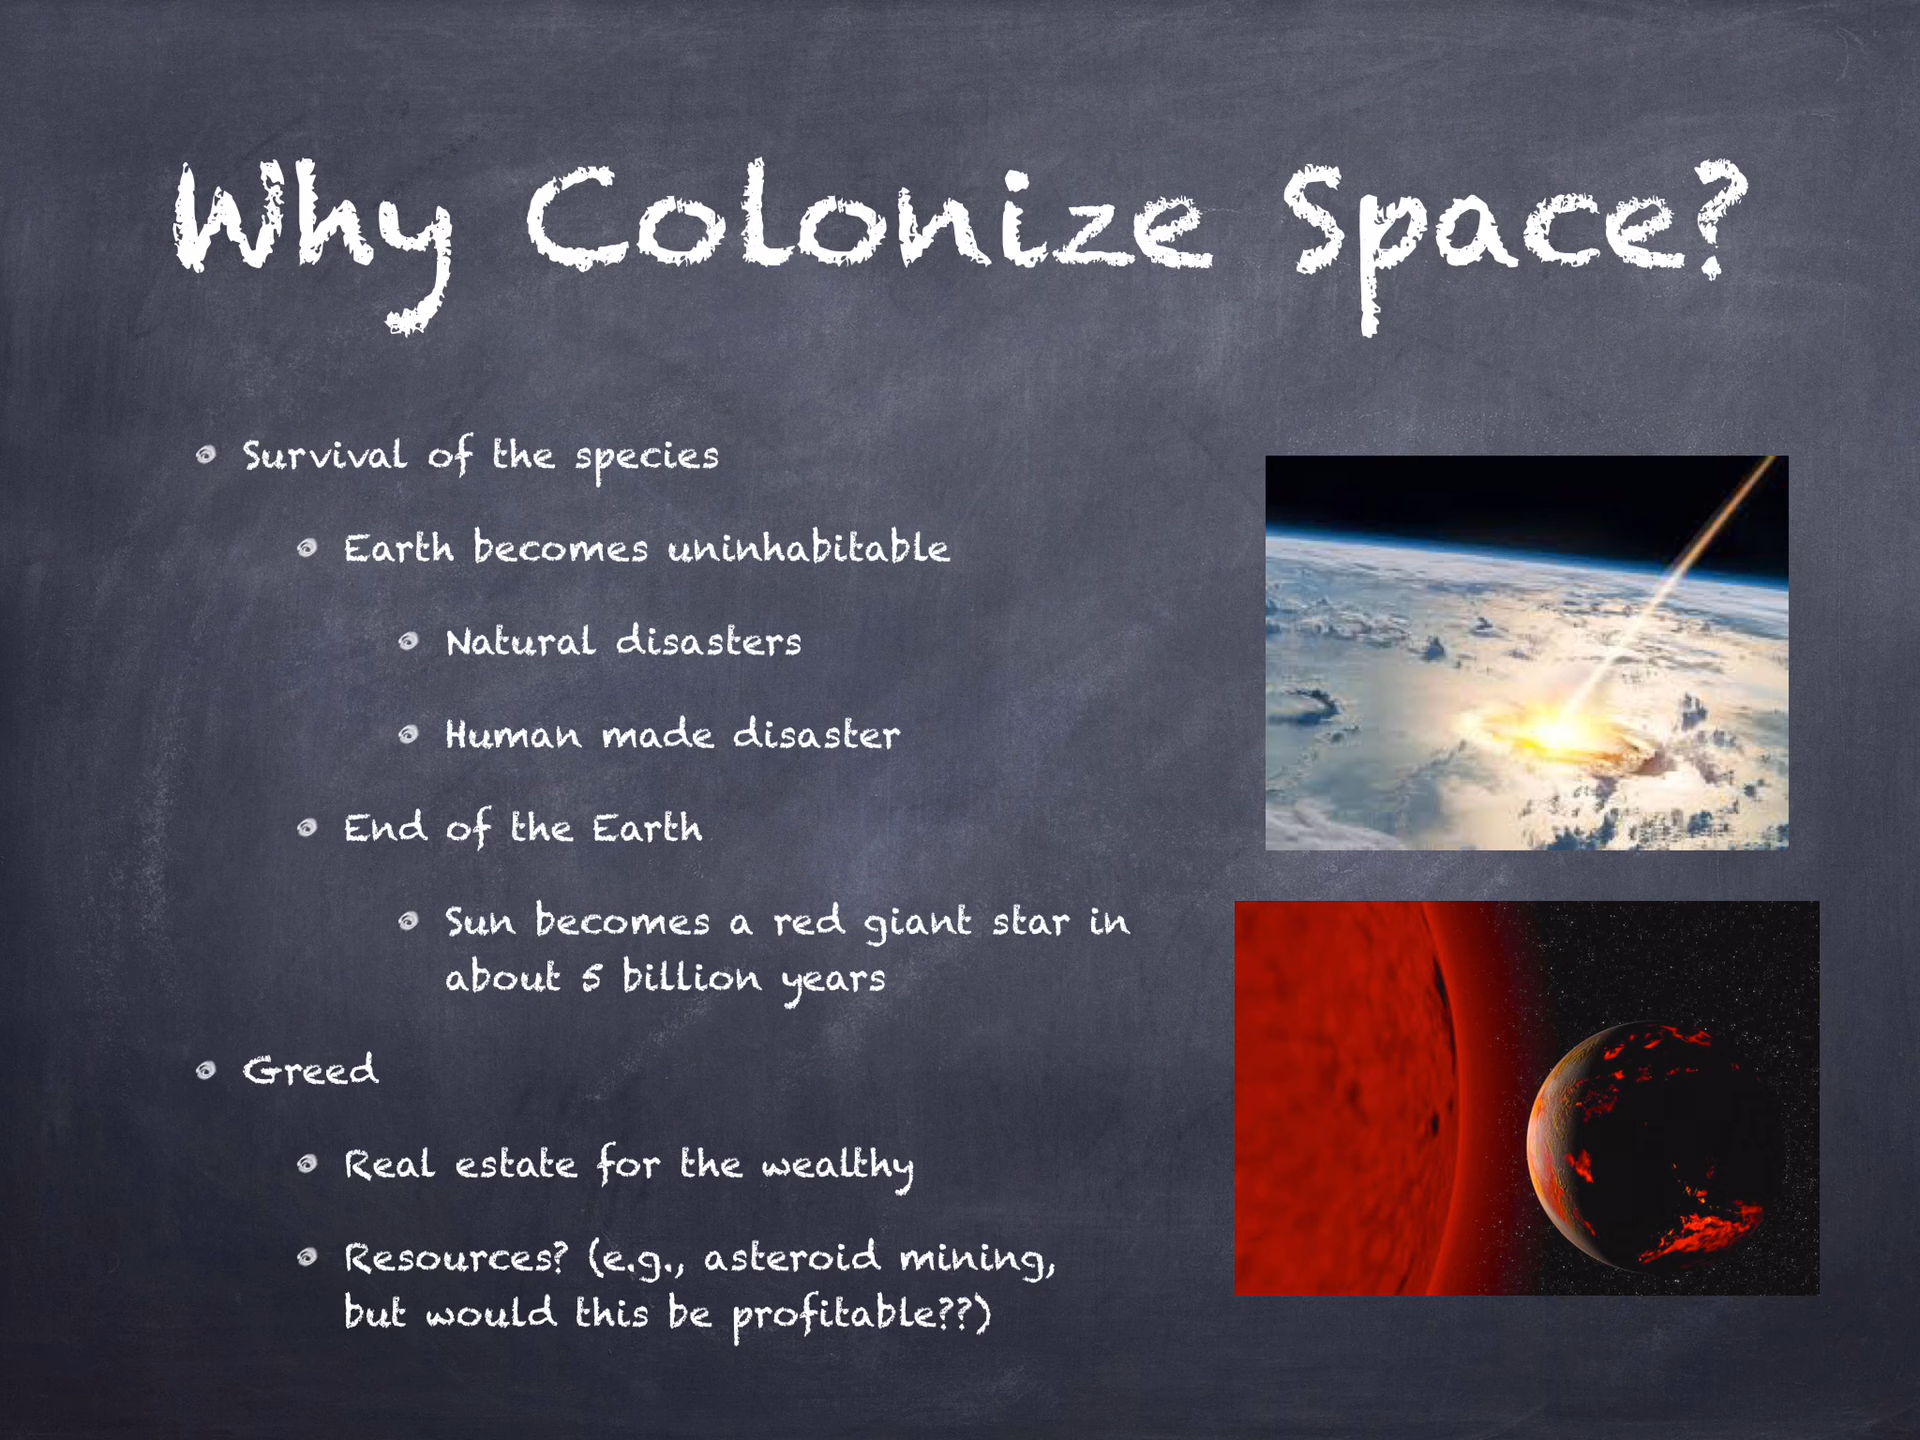 Why Colonize Space?
Survival of the species
Earth becomes uninhabitable
Natural disasters
Human made disaster
End of the Earth
Sun becomes a red giant star in
about 5 billion years
Greed
Real estate for the wealthy
Resources? (e.g., asteroid mining,
but would this be profitable??)